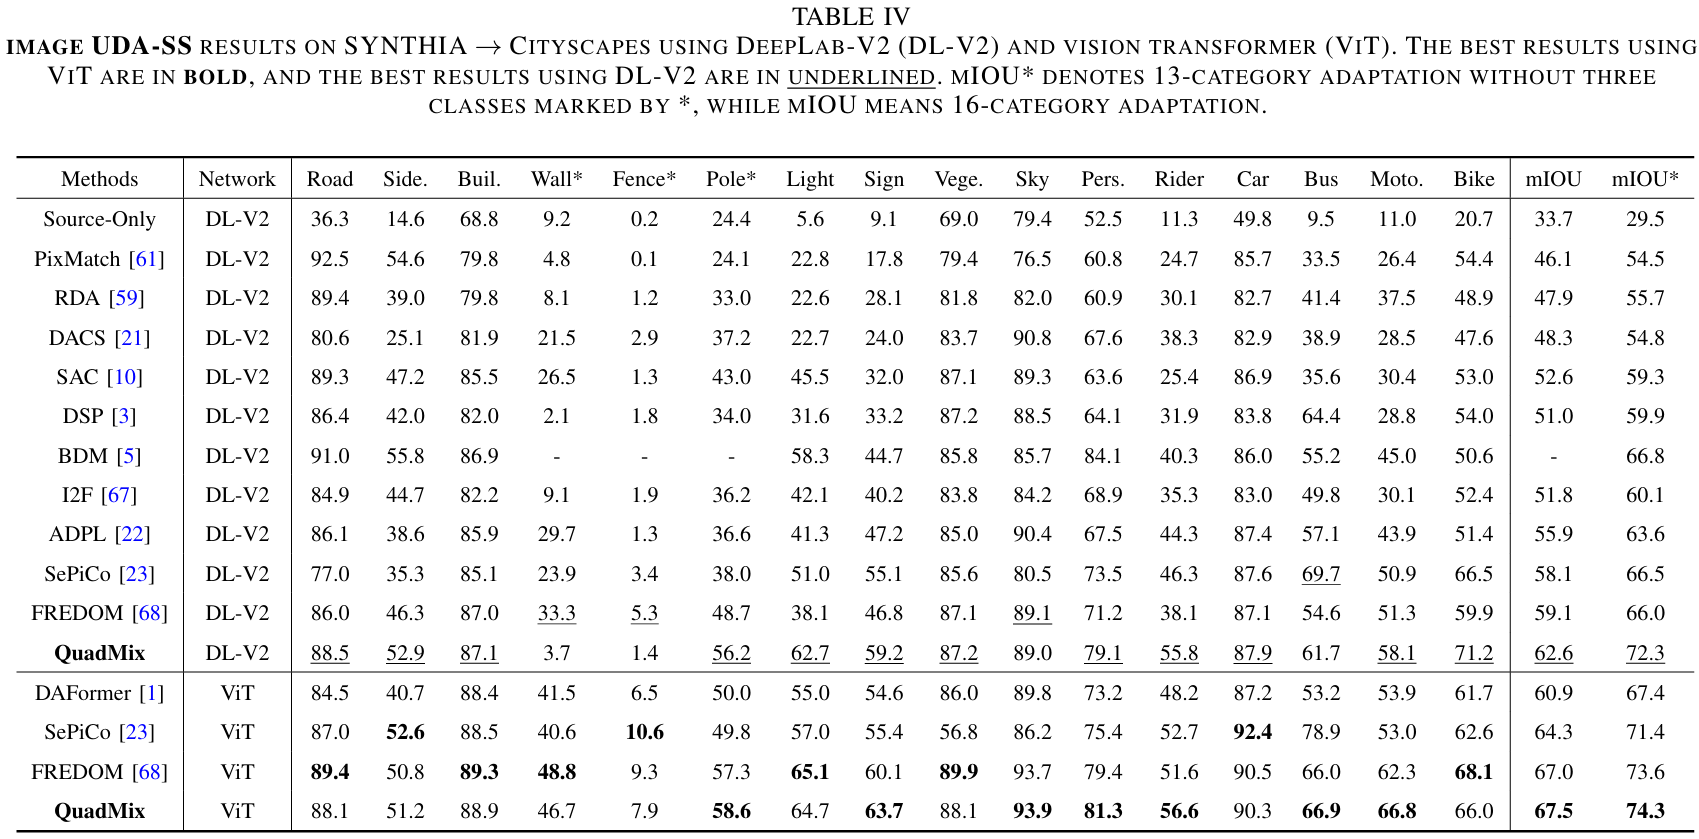 TABLE IV
IMAGE UDA-SS RESULTS ON SYNTHIA → CITYSCAPES USING DEEPLAB-V2 (DL-V2) AND VISION TRANSFORMER (VIT). THE BEST RESULTS USING
VIT ARE IN BOLD, AND THE BEST RESULTS USING DL-V2 ARE IN UNDERLINED. MIOU* DENOTES 13-CATEGORY ADAPTATION WITHOUT THREE
CLASSES MARKED BY *, WHILE MIOU MEANS 16-CATEGORY ADAPTATION.
Methods Network Road Side. Buil. Wall* Fence* Pole* Light Sign Vege. Sky Pers. Rider Car Bus Moto. Bike mIOU mIOU*
Source-Only DL-V2 36.3 14.6 68.8 9.2 0.2 24.4 5.6 9.1 69.0 79.4 52.5 11.3 49.8 9.5 11.0 20.7 33.7 29.5
PixMatch [61] DL-V2 92.5 54.6 79.8 4.8 0.1 24.1 22.8 17.8 79.4 76.5 60.8 24.7 85.7 33.5 26.4 54.4 46.1 54.5
RDA [59] DL-V2 89.4 39.0 79.8 8.1 1.2 33.0 22.6 28.1 81.8 82.0 60.9 30.1 82.7 41.4 37.5 48.9 47.9 55.7
DACS [21] DL-V2 80.6 25.1 81.9 21.5 2.9 37.2 22.7 24.0 83.7 90.8 67.6 38.3 82.9 38.9 28.5 47.6 48.3 54.8
SAC [10] DL-V2 89.3 47.2 85.5 26.5 1.3 43.0 45.5 32.0 87.1 89.3 63.6 25.4 86.9 35.6 30.4 53.0 52.6 59.3
DSP [3] DL-V2 86.4 42.0 82.0 2.1 1.8 34.0 31.6 33.2 87.2 88.5 64.1 31.9 83.8 64.4 28.8 54.0 51.0 59.9
BDM [5] DL-V2 91.0 55.8 86.9 - - - 58.3 44.7 85.8 85.7 84.1 40.3 86.0 55.2 45.0 50.6 - 66.8
I2F [67] DL-V2 84.9 44.7 82.2 9.1 1.9 36.2 42.1 40.2 83.8 84.2 68.9 35.3 83.0 49.8 30.1 52.4 51.8 60.1
ADPL [22] DL-V2 86.1 38.6 85.9 29.7 1.3 36.6 41.3 47.2 85.0 90.4 67.5 44.3 87.4 57.1 43.9 51.4 55.9 63.6
SePiCo [23] DL-V2 77.0 35.3 85.1 23.9 3.4 38.0 51.0 55.1 85.6 80.5 73.5 46.3 87.6 69.7 50.9 66.5 58.1 66.5
FREDOM [68] DL-V2 86.0 46.3 87.0 33.3 5.3 48.7 38.1 46.8 87.1 89.1 71.2 38.1 87.1 54.6 51.3 59.9 59.1 66.0
QuadMix DL-V2 88.5 52.9 87.1 3.7 1.4 56.2 62.7 59.2 87.2 89.0 79.1 55.8 87.9 61.7 58.1 71.2 62.6 72.3
DAFormer [1] ViT 84.5 40.7 88.4 41.5 6.5 50.0 55.0 54.6 86.0 89.8 73.2 48.2 87.2 53.2 53.9 61.7 60.9 67.4
SePiCo [23] ViT 87.0 52.6 88.5 40.6 10.6 49.8 57.0 55.4 56.8 86.2 75.4 52.7 92.4 78.9 53.0 62.6 64.3 71.4
FREDOM [68] ViT 89.4 50.8 89.3 48.8 9.3 57.3 65.1 60.1 89.9 93.7 79.4 51.6 90.5 66.0 62.3 68.1 67.0 73.6
QuadMix ViT 88.1 51.2 88.9 46.7 7.9 58.6 64.7 63.7 88.1 93.9 81.3 56.6 90.3 66.9 66.8 66.0 67.5 74.3